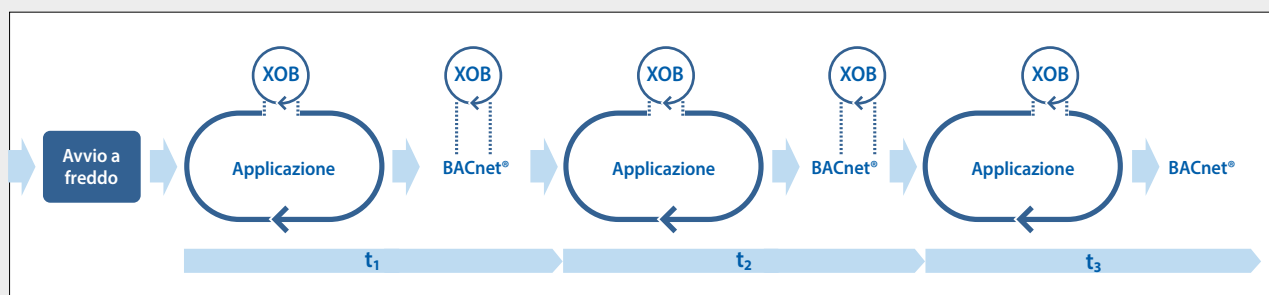 XOB
XOB
XOB
XOB
XOB
Avvio a
freddo
Applicazione
BACnet®
Applicazione
BACnet®
Applicazione
BACnet®
t₁
t₂
t₃